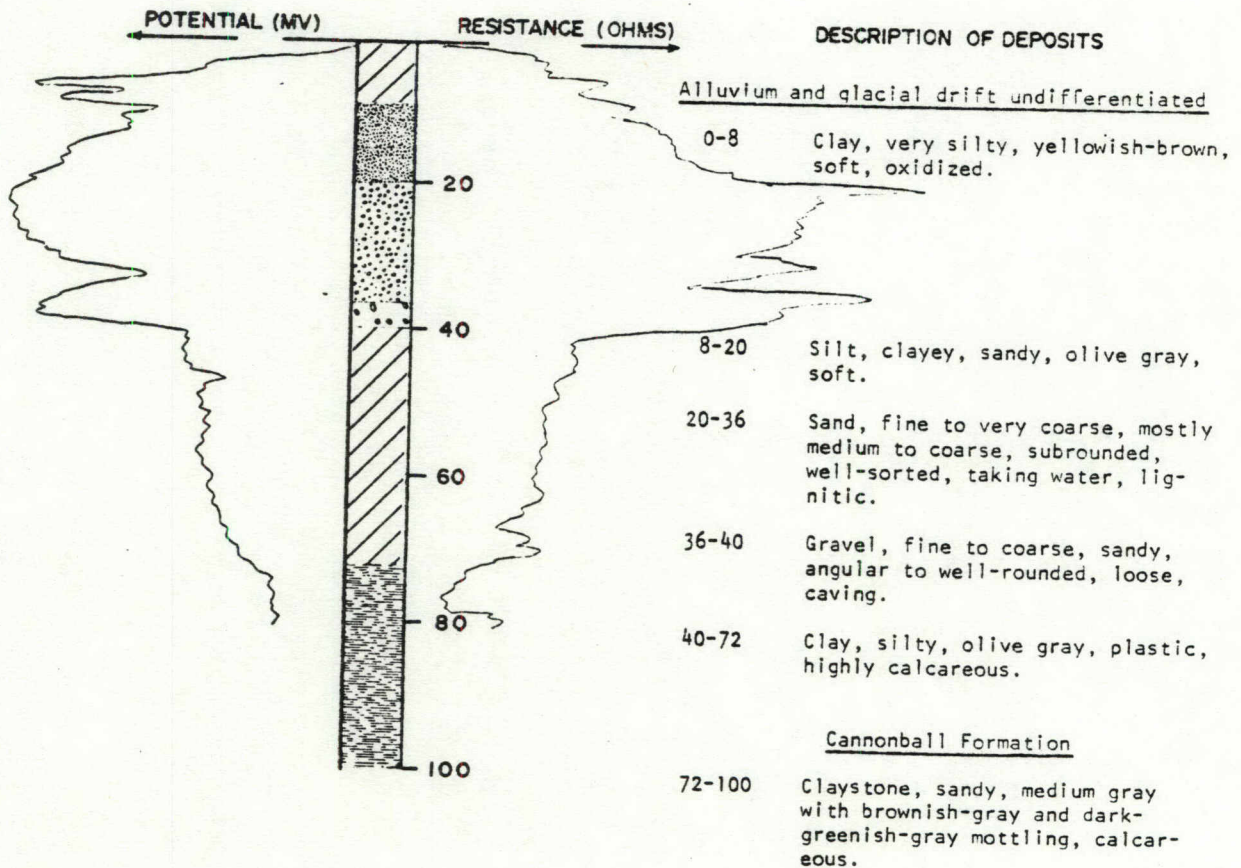 POTENTIAL (MV)
RESISTANCE (OHMS)
DESCRIPTION OF DEPOSITS
Alluvium and glacial drift undifferentiated
0-8 Clay, very silty, yellowish-brown,
soft, oxidized.
20
40
60
80
100
8-20 Silt, clayey, sandy, olive gray,
soft.
20-36 Sand, fine to very coarse, mostly
medium to coarse, subrounded,
well-sorted, taking water, lig-
nitic.
36-40 Gravel, fine to coarse, sandy,
angular to well-rounded, loose,
caving.
40-72 Clay, silty, olive gray, plastic,
highly calcareous.
Cannonball Formation
72-100 Claystone, sandy, medium gray
with brownish-gray and dark-
greenish-gray mottling, calcar-
eous.